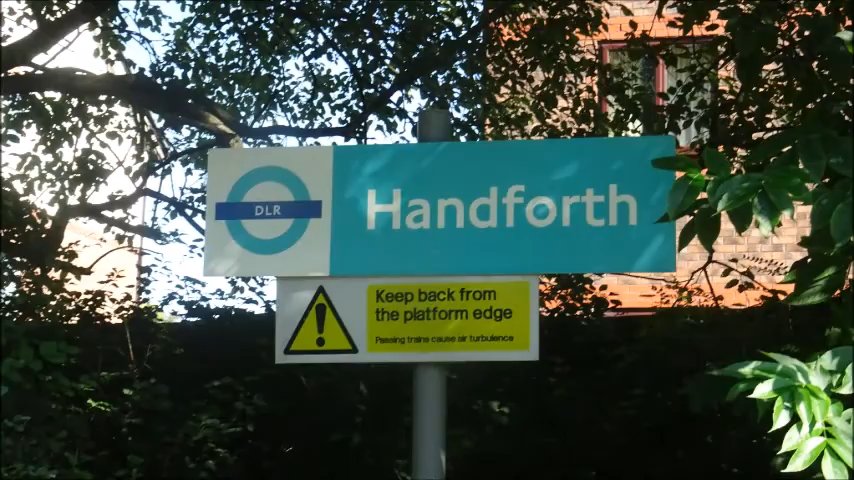 DLR
Handforth
Keep back from
the platform edge
Passing trains cause air turbulence